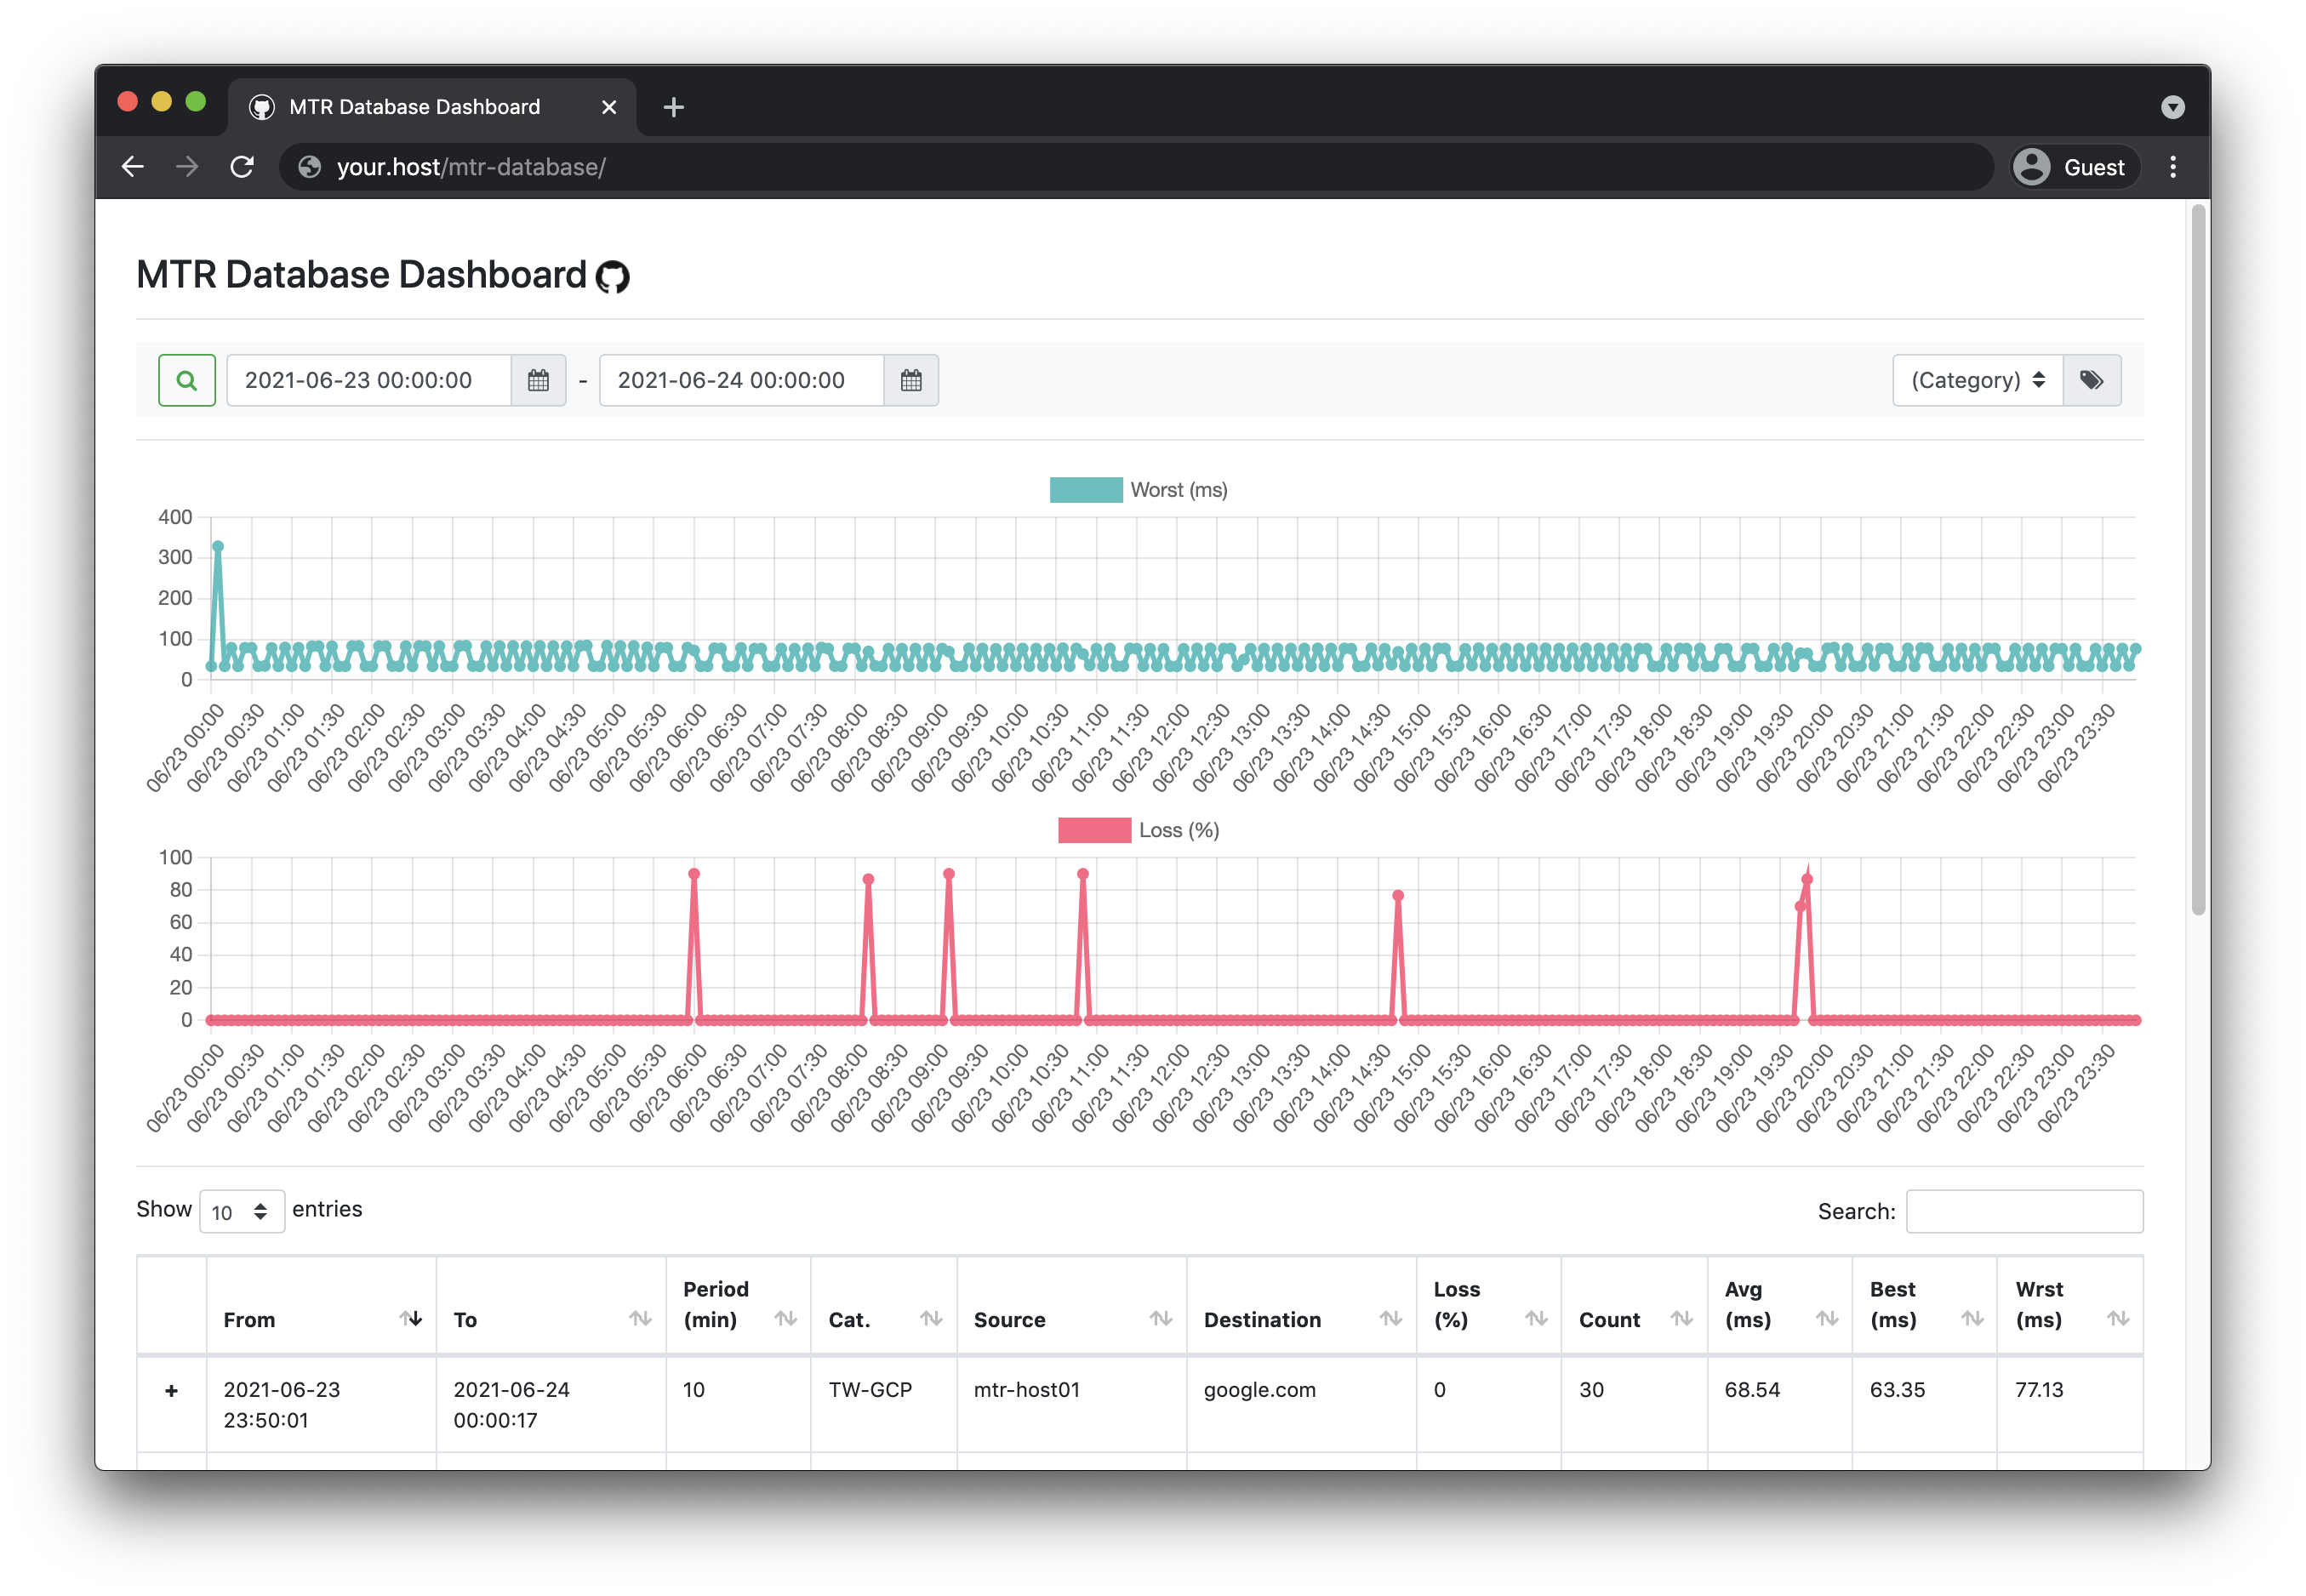 MTR Database Dashboard
your.host/mtr-database/
Guest
MTR Database Dashboard
2021-06-23 00:00:00 - 2021-06-24 00:00:00 (Category)
Worst (ms)
400
300
200
100
0
06/23 00:00 06/23 00:30 06/23 01:00 06/23 01:30 06/23 02:00 06/23 02:30 06/23 03:00 06/23 03:30 06/23 04:00 06/23 04:30 06/23 05:00 06/23 05:30 06/23 06:00 06/23 06:30 06/23 07:00 06/23 07:30 06/23 08:00 06/23 08:30 06/23 09:00 06/23 09:30 06/23 10:00 06/23 10:30 06/23 11:00 06/23 11:30 06/23 12:00 06/23 12:30 06/23 13:00 06/23 13:30 06/23 14:00 06/23 14:30 06/23 15:00 06/23 15:30 06/23 16:00 06/23 16:30 06/23 17:00 06/23 17:30 06/23 18:00 06/23 18:30 06/23 19:00 06/23 19:30 06/23 20:00 06/23 20:30 06/23 21:00 06/23 21:30 06/23 22:00 06/23 22:30 06/23 23:00 06/23 23:30
Loss (%)
100
80
60
40
20
0
06/23 00:00 06/23 00:30 06/23 01:00 06/23 01:30 06/23 02:00 06/23 02:30 06/23 03:00 06/23 03:30 06/23 04:00 06/23 04:30 06/23 05:00 06/23 05:30 06/23 06:00 06/23 06:30 06/23 07:00 06/23 07:30 06/23 08:00 06/23 08:30 06/23 09:00 06/23 09:30 06/23 10:00 06/23 10:30 06/23 11:00 06/23 11:30 06/23 12:00 06/23 12:30 06/23 13:00 06/23 13:30 06/23 14:00 06/23 14:30 06/23 15:00 06/23 15:30 06/23 16:00 06/23 16:30 06/23 17:00 06/23 17:30 06/23 18:00 06/23 18:30 06/23 19:00 06/23 19:30 06/23 20:00 06/23 20:30 06/23 21:00 06/23 21:30 06/23 22:00 06/23 22:30 06/23 23:00 06/23 23:30
Show 10 entries Search:
From To Period (min) Cat. Source Destination Loss (%) Count Avg (ms) Best (ms) Wrst (ms)
+ 2021-06-23 2021-06-24 10 TW-GCP mtr-host01 google.com 0 30 68.54 63.35 77.13
23:50:01 00:00:17